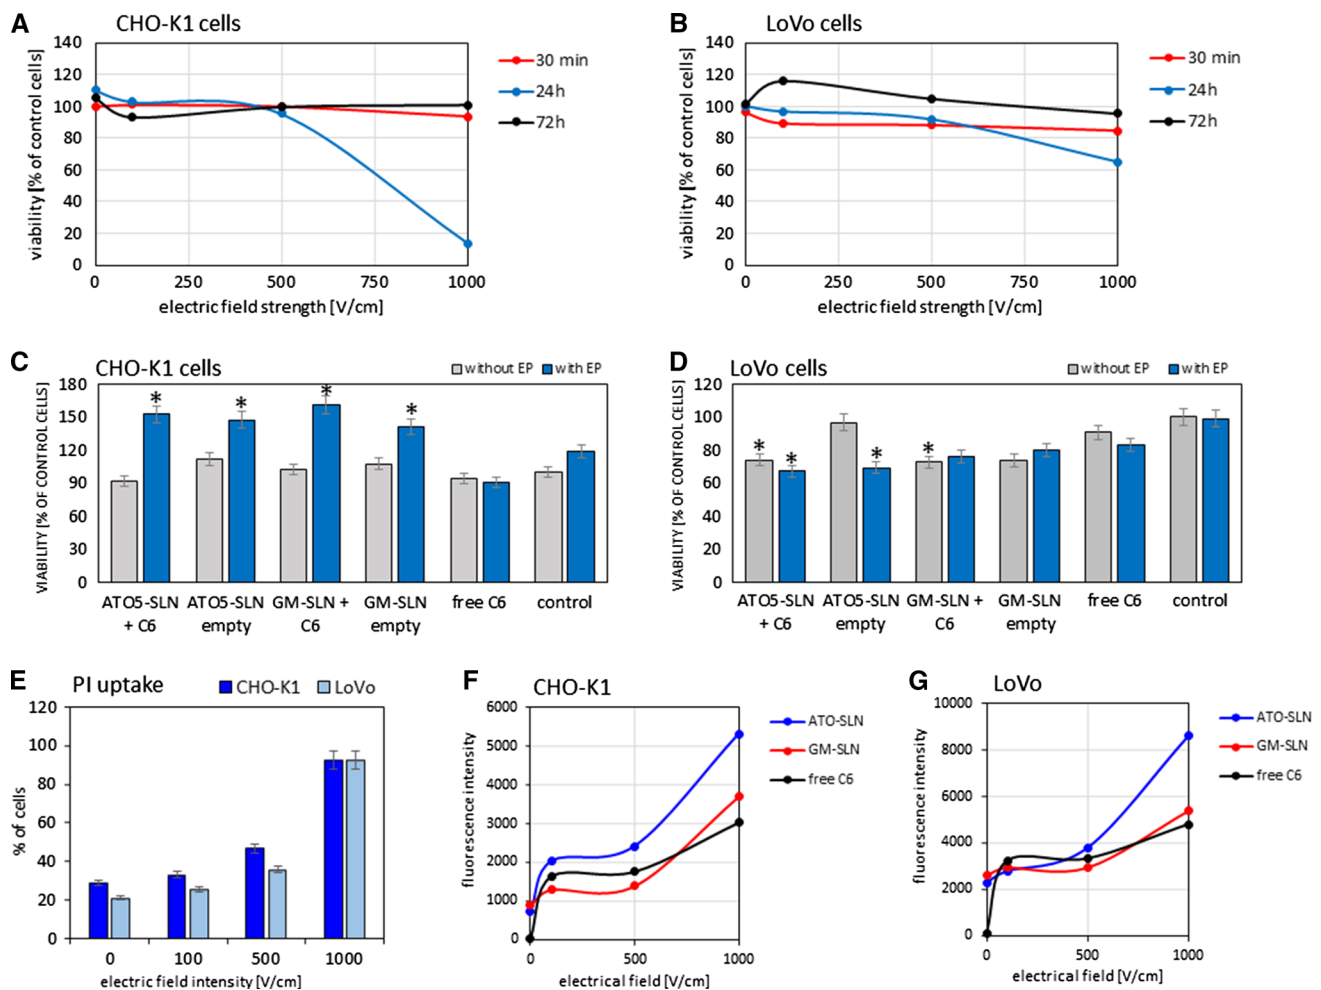 A CHO-K1 cells
140
120
100
80
60
40
20
0
viability [% of control cells]
0 250 500 750 1000
electric field strength [V/cm]
30 min
24h
72h
B LoVo cells
140
120
100
80
60
40
20
0
viability [% of control cells]
0 250 500 750 1000
electric field strength [V/cm]
30 min
24h
72h
C CHO-K1 cells
without EP with EP
180
150
120
90
60
30
0
VIABILITY [% OF CONTROL CELLS]
* * * *
ATO5-SLN ATO5-SLN GM-SLN + GM-SLN free C6 control
+ C6 empty C6 empty
D LoVo cells
without EP with EP
120
100
80
60
40
20
0
VIABILITY [% OF CONTROL CELLS]
* * * *
ATO5-SLN ATO5-SLN GM-SLN + GM-SLN free C6 control
+ C6 empty C6 empty
E PI uptake
CHO-K1 LoVo
120
100
80
60
40
20
0
% of cells
0 100 500 1000
electric field intensity [V/cm]
F CHO-K1
6000
5000
4000
3000
2000
1000
0
fluorescence intensity
0 500 1000
electrical field [V/cm]
ATO-SLN
GM-SLN
free C6
G LoVo
10000
8000
6000
4000
2000
0
fluorescence intensity
0 500 1000
electrical field [V/cm]
ATO-SLN
GM-SLN
free C6